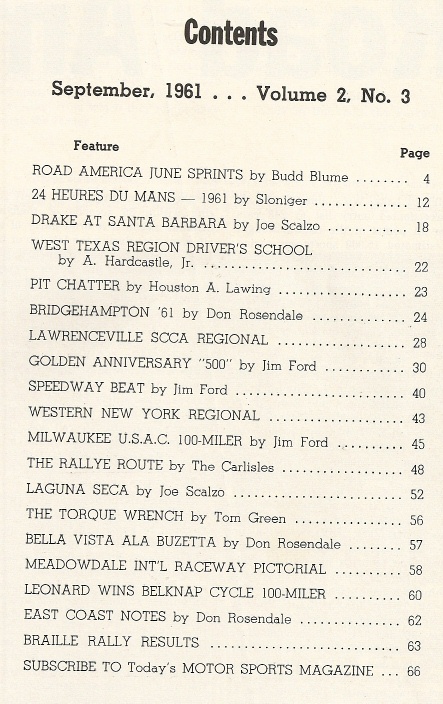 Contents
September, 1961 . . . Volume 2, No. 3
Feature Page
ROAD AMERICA JUNE SPRINTS by Budd Blume ........ 4
24 HEURES DU MANS — 1961 by Sloniger ............. 12
DRAKE AT SANTA BARBARA by Joe Scalzo ............ 18
WEST TEXAS REGION DRIVER'S SCHOOL
by A. Hardcastle, Jr. ............................ 22
PIT CHATTER by Houston A. Lawing .................. 23
BRIDGEHAMPTON '61 by Don Rosendale .............. 24
LAWRENCEVILLE SCCA REGIONAL .................. 28
GOLDEN ANNIVERSARY "500" by Jim Ford ............ 30
SPEEDWAY BEAT by Jim Ford ........................ 40
WESTERN NEW YORK REGIONAL ................... 43
MILWAUKEE U.S.A.C. 100-MILER by Jim Ford .......... 45
THE RALLYE ROUTE by The Carlisles ................. 48
LAGUNA SECA by Joe Scalzo ........................ 52
THE TORQUE WRENCH by Tom Green ............... 56
BELLA VISTA ALA BUZETTA by Don Rosendale ......... 57
MEADOWDALE INT'L RACEWAY PICTORIAL .......... 58
LEONARD WINS BELKNAP CYCLE 100-MILER .......... 60
EAST COAST NOTES by Don Rosendale ............... 62
BRAILLE RALLY RESULTS ............................ 63
SUBSCRIBE TO Today's MOTOR SPORTS MAGAZINE ... 66